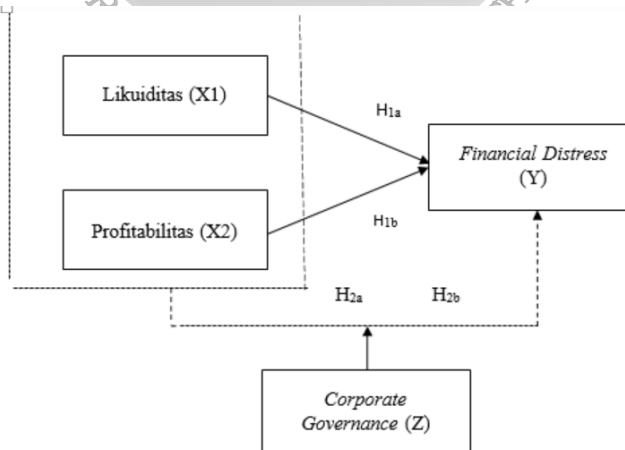 Likuiditas (X1)
H1a
Financial Distress
(Y)
Profitabilitas (X2)
H1b
H2a
H2b
Corporate
Governance (Z)